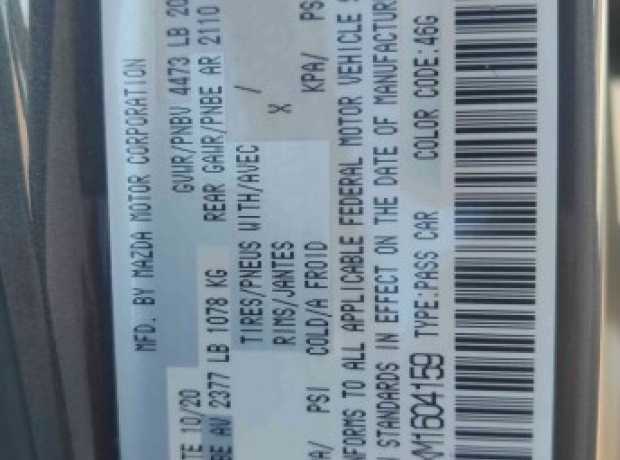 MFD. BY MAZDA MOTOR CORPORATION
TE 10/20 GVWR/PNBV 4473 LB 20
BE AV 2377 LB 1078 KG REAR GAWR/PNBE AR 2110
TIRES/PNEUS WITH/AVEC /
RIMS/JANTES X
A/ PSI COLD/A FROID KPA/ PS
NFORMS TO ALL APPLICABLE FEDERAL MOTOR VEHICLE S
STANDARDS IN EFFECT ON THE DATE OF MANUFACTUR
M1604159 TYPE:PASS CAR COLOR CODE:46G